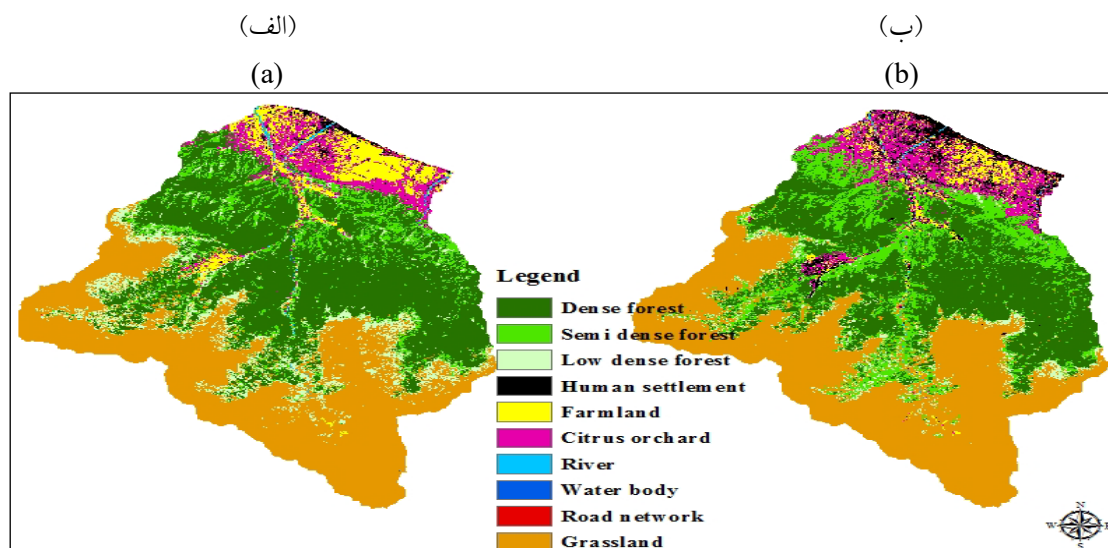 (الف) (ب)
(a) (b)
Legend
Dense forest
Semi dense forest
Low dense forest
Human settlement
Farmland
Citrus orchard
River
Water body
Road network
Grassland
N
W E
S